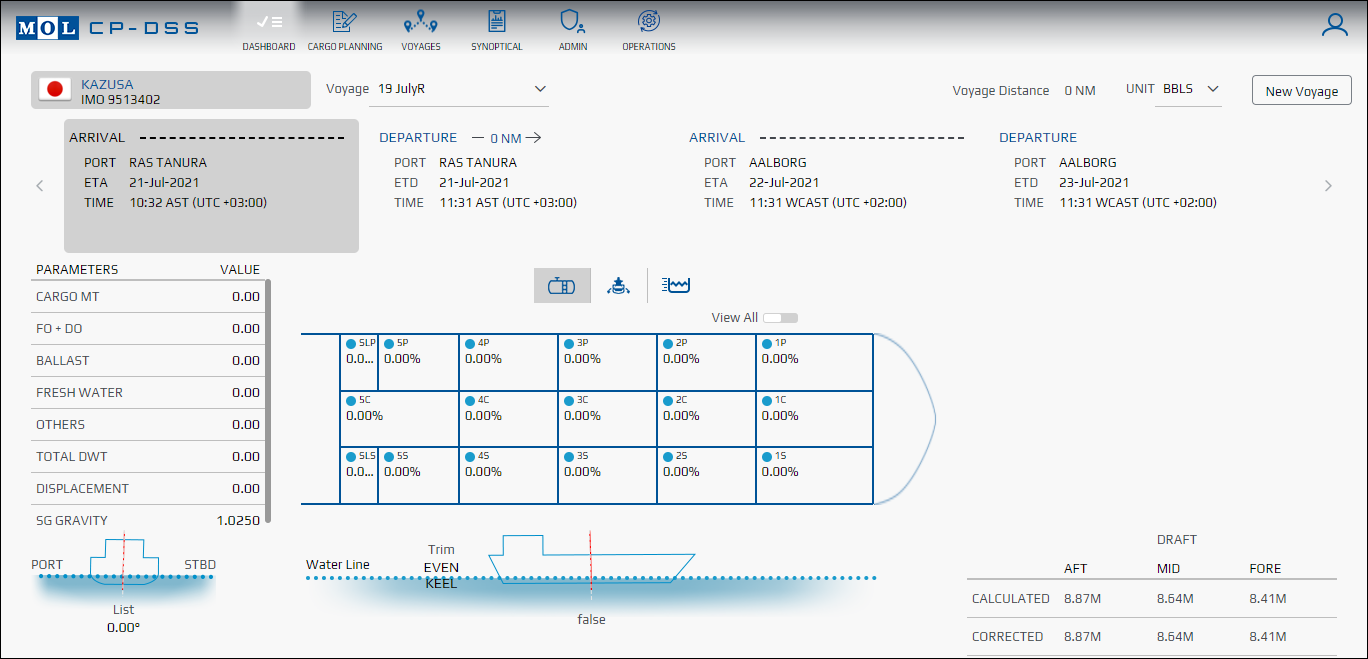 MOL CP-DSS
DASHBOARD CARGO PLANNING VOYAGES SYNOPTICAL ADMIN OPERATIONS
KAZUSA
IMO 9513402
Voyage 19 JulyR
Voyage Distance 0 NM
UNIT BBLS
New Voyage
ARRIVAL
PORT RAS TANURA
ETA 21-Jul-2021
TIME 10:32 AST (UTC +03:00)
DEPARTURE 0 NM
PORT RAS TANURA
ETD 21-Jul-2021
TIME 11:31 AST (UTC +03:00)
ARRIVAL
PORT AALBORG
ETA 22-Jul-2021
TIME 11:31 WCAST (UTC +02:00)
DEPARTURE
PORT AALBORG
ETD 23-Jul-2021
TIME 11:31 WCAST (UTC +02:00)
PARAMETERS VALUE
CARGO MT 0.00
FO + DO 0.00
BALLAST 0.00
FRESH WATER 0.00
OTHERS 0.00
TOTAL DWT 0.00
DISPLACEMENT 0.00
SG GRAVITY 1.0250
View All
SLP 5P 4P 3P 2P 1P
0.0... 0.00% 0.00% 0.00% 0.00% 0.00%
5C 4C 3C 2C 1C
0.00% 0.00% 0.00% 0.00% 0.00%
SLS 5S 4S 3S 2S 1S
0.0... 0.00% 0.00% 0.00% 0.00% 0.00%
PORT STBD
List
0.00°
Water Line
Trim
EVEN
KEEL
false
DRAFT
AFT MID FORE
CALCULATED 8.87M 8.64M 8.41M
CORRECTED 8.87M 8.64M 8.41M